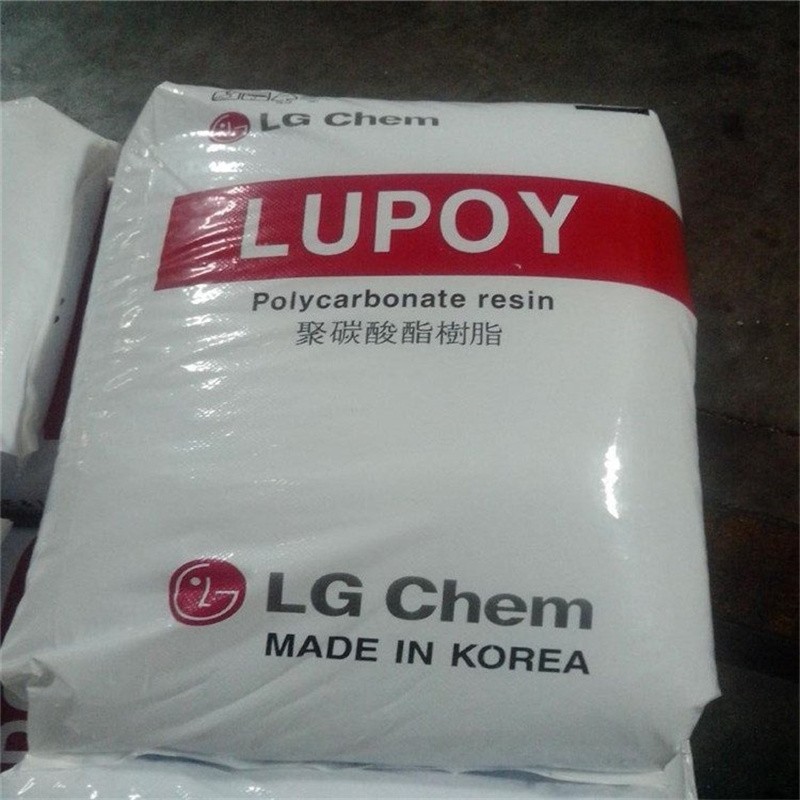 LG Chem
LUPOY
Polycarbonate resin
聚碳酸酯樹脂
LG Chem
MADE IN KOREA